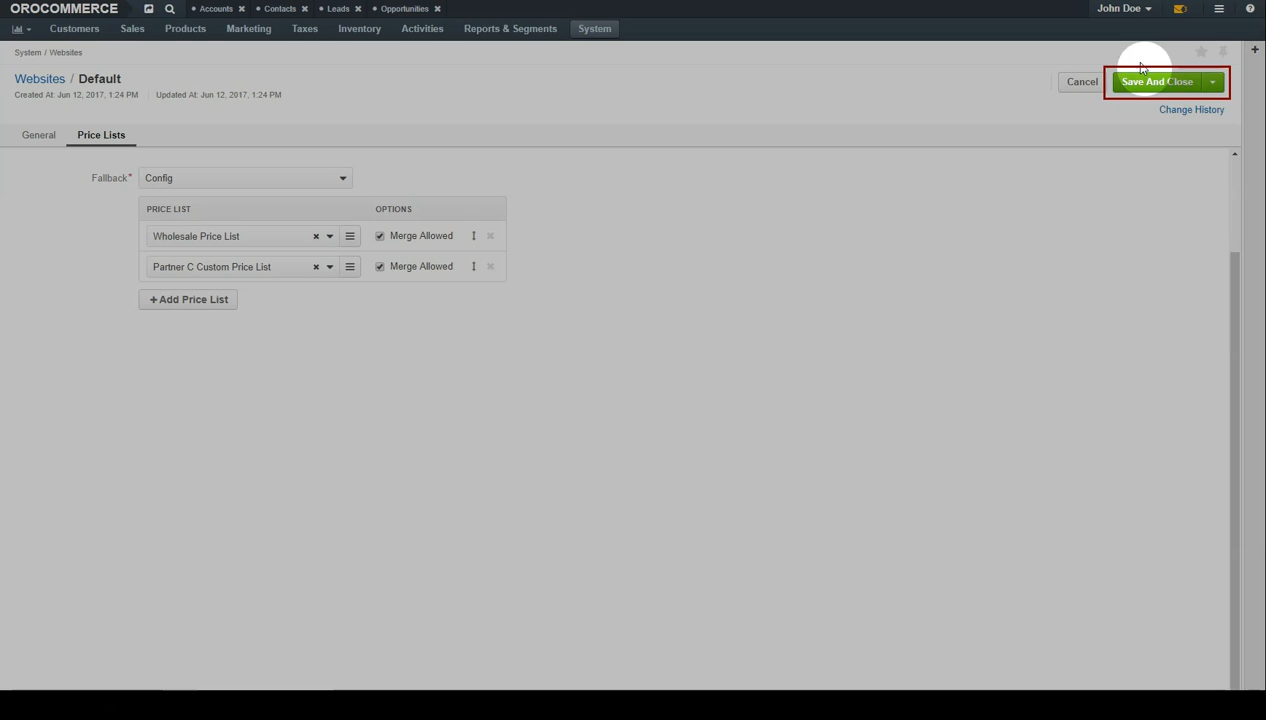 OROCOMMERCE Accounts Contacts Leads Opportunities John Doe
Customers Sales Products Marketing Taxes Inventory Activities Reports & Segments System
System / Websites
Websites / Default
Cancel Save And Close
Created At: Jun 12, 2017, 1:24 PM Updated At: Jun 12, 2017, 1:24 PM
Change History
General Price Lists
Fallback* Config
PRICE LIST OPTIONS
Wholesale Price List Merge Allowed
Partner C Custom Price List Merge Allowed
+ Add Price List